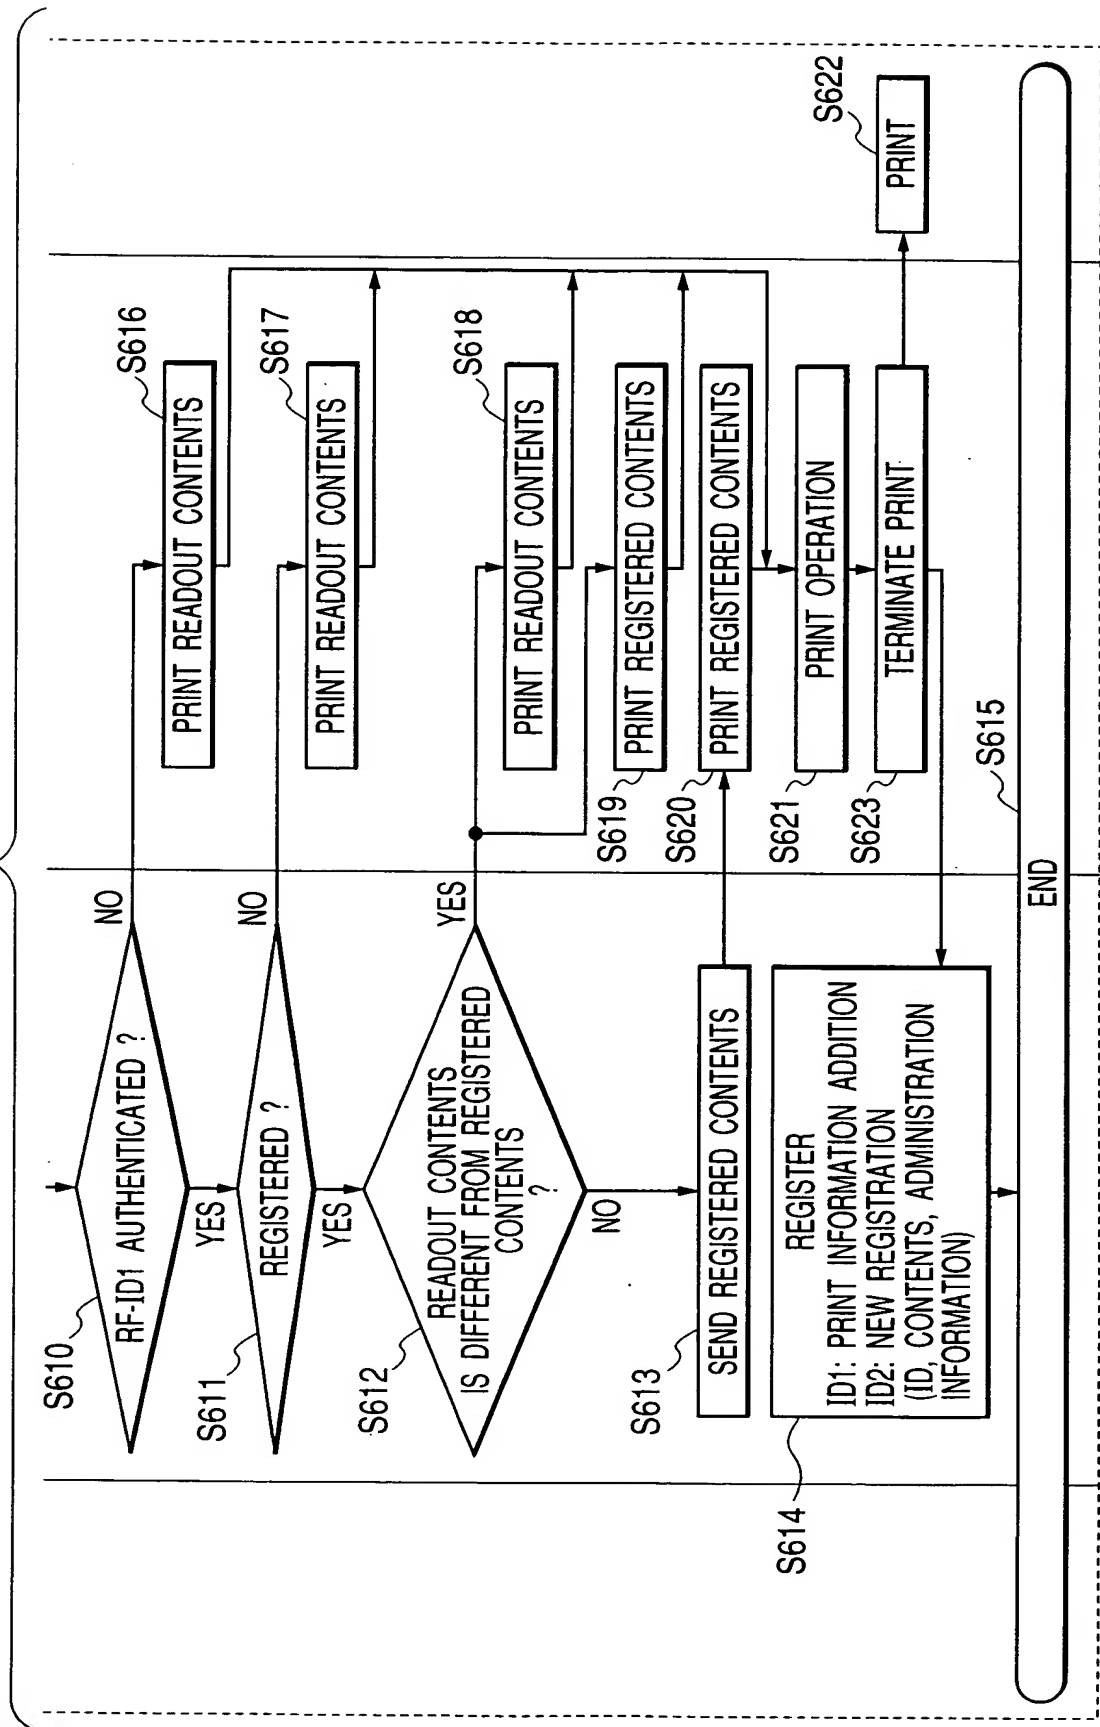 S610
RF-ID1 AUTHENTICATED ?
NO
YES
S616
PRINT READOUT CONTENTS
S611
REGISTERED ?
NO
YES
S617
PRINT READOUT CONTENTS
S612
READOUT CONTENTS
IS DIFFERENT FROM REGISTERED
CONTENTS
?
YES
NO
S618
PRINT READOUT CONTENTS
S619
PRINT REGISTERED CONTENTS
S613
SEND REGISTERED CONTENTS
S620
PRINT REGISTERED CONTENTS
S621
PRINT OPERATION
S623
TERMINATE PRINT
S622
PRINT
S614
REGISTER
ID1: PRINT INFORMATION ADDITION
ID2: NEW REGISTRATION
(ID, CONTENTS, ADMINISTRATION
INFORMATION)
S615
END